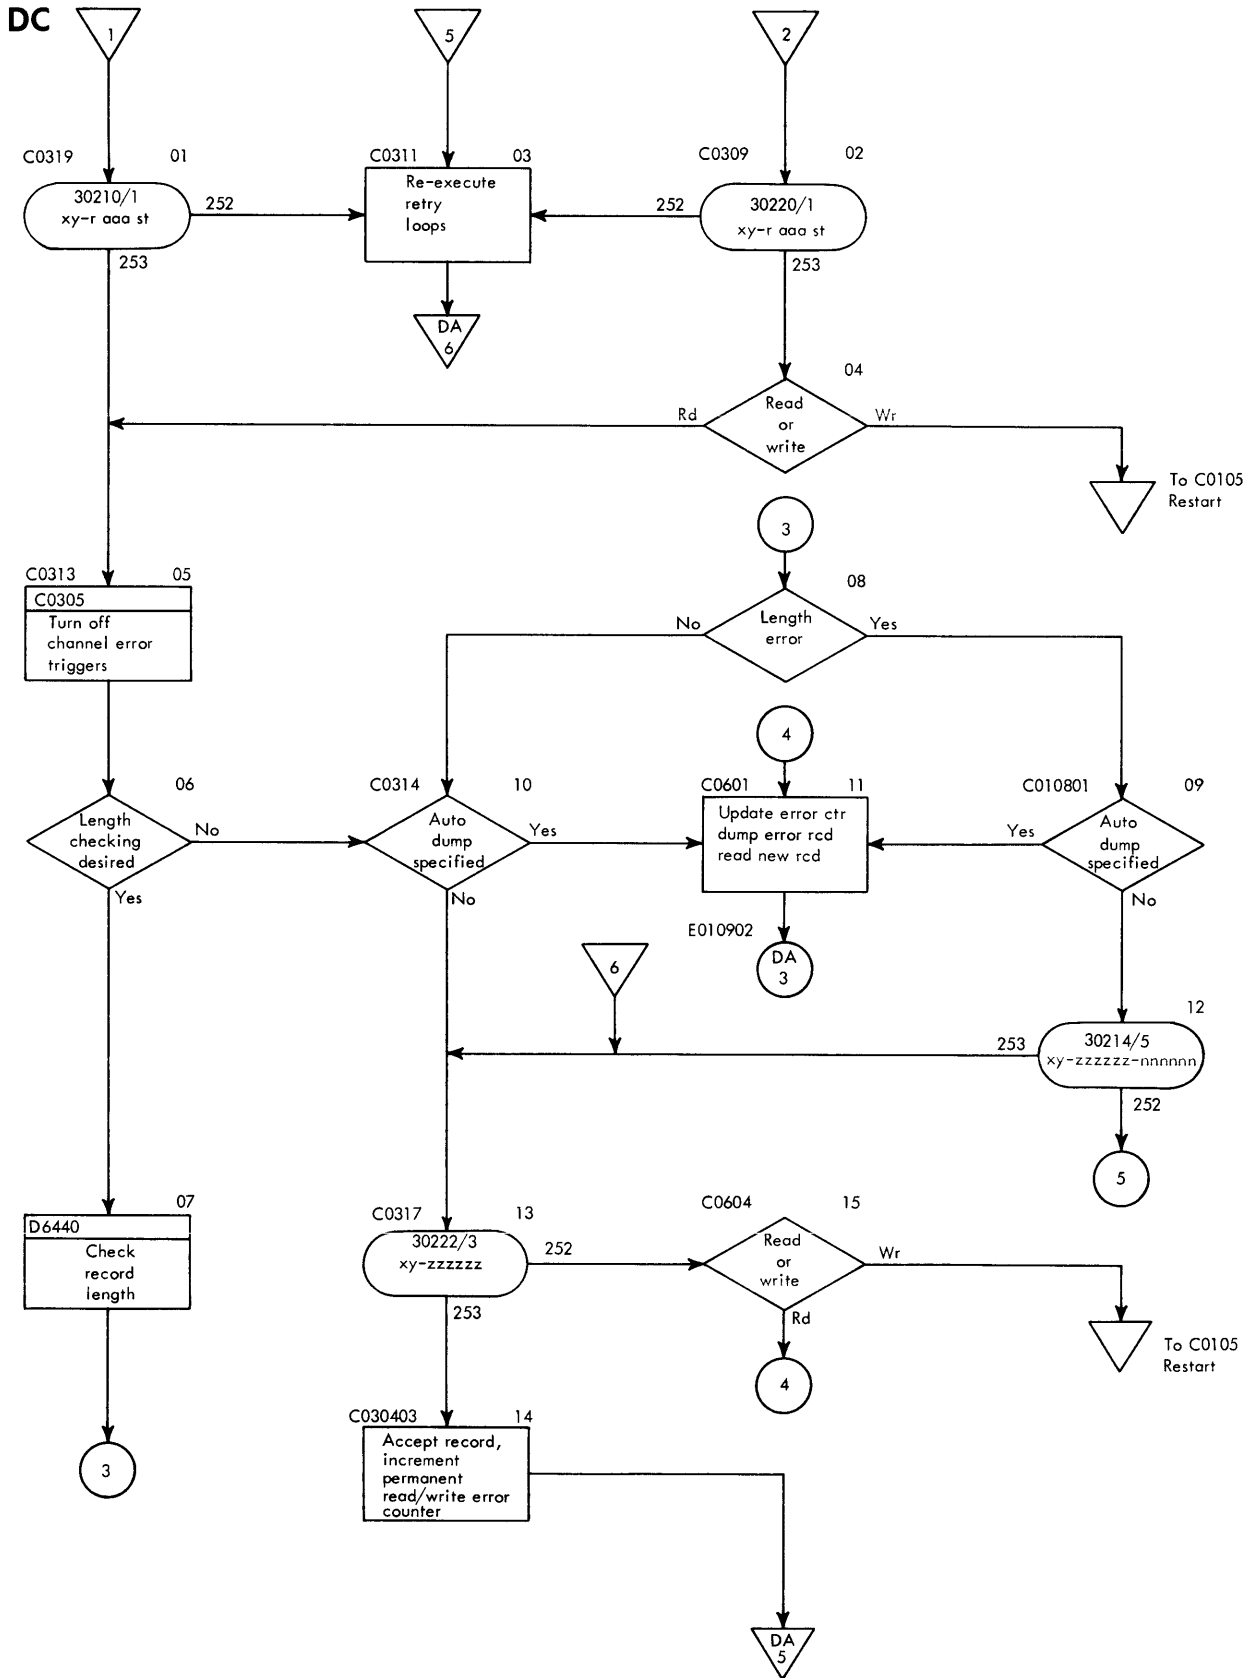 DC
1
5
2
C0319 01
30210/1
xy-r aaa st
252
253
C0311 03
Re-execute
retry
loops
DA
6
C0309 02
30220/1
xy-r aaa st
252
253
04
Read
or
write
Rd
Wr
To C0105
Restart
3
C0313 05
C0305
Turn off
channel error
triggers
08
Length
error
No
Yes
4
06
Length
checking
desired
No
Yes
C0314 10
Auto
dump
specified
Yes
No
C0601 11
Update error ctr
dump error rcd
read new rcd
E010902
DA
3
C010801 09
Auto
dump
specified
Yes
No
6
12
30214/5
xy-zzzzzz-nnnnnn
253
252
5
07
D6440
Check
record
length
3
C0317 13
30222/3
xy-zzzzzz
252
253
C0604 15
Read
or
write
Wr
Rd
To C0105
Restart
4
C030403 14
Accept record,
increment
permanent
read/write error
counter
DA
5